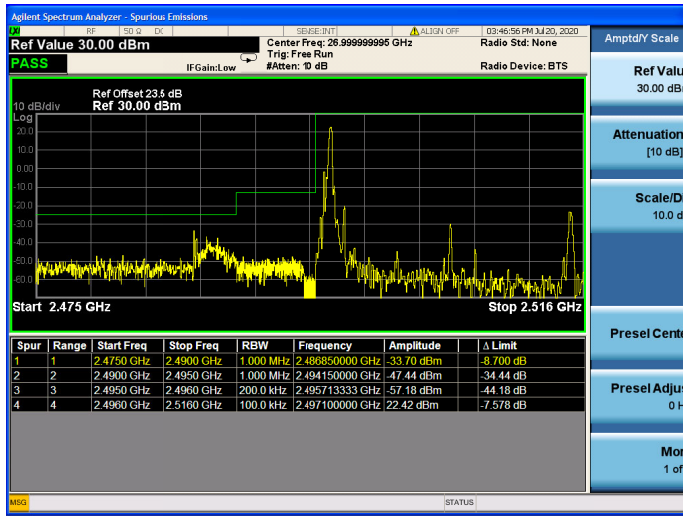 Agilent Spectrum Analyzer - Spurious Emissions
LXI RF 50 Ω DC SENSE:INT ALIGN OFF 03:46:56 PM Jul 20, 2020
Ref Value 30.00 dBm Center Freq: 26.999999995 GHz Radio Std: None
Trig: Free Run
PASS IFGain:Low #Atten: 10 dB Radio Device: BTS
Ref Offset 23.6 dB
10 dB/div Ref 30.00 dBm
Log
20.0
10.0
0.00
-10.0
-20.0
-30.0
-40.0
-50.0
-60.0
Start 2.475 GHz Stop 2.516 GHz
Spur Range Start Freq Stop Freq RBW Frequency Amplitude Δ Limit
1 1 2.4750 GHz 2.4900 GHz 1.000 MHz 2.486850000 GHz -33.70 dBm -8.700 dB
2 2 2.4900 GHz 2.4950 GHz 1.000 MHz 2.494150000 GHz -47.44 dBm -34.44 dB
3 3 2.4950 GHz 2.4960 GHz 200.0 kHz 2.495713333 GHz -57.18 dBm -44.18 dB
4 4 2.4960 GHz 2.5160 GHz 100.0 kHz 2.497100000 GHz 22.42 dBm -7.578 dB
MSG STATUS
Amptd/Y Scale
Ref Valu
30.00 dB
Attenuation
[10 dB]
Scale/D
10.0 d
Presel Cente
Presel Adjus
0 H
Mor
1 of